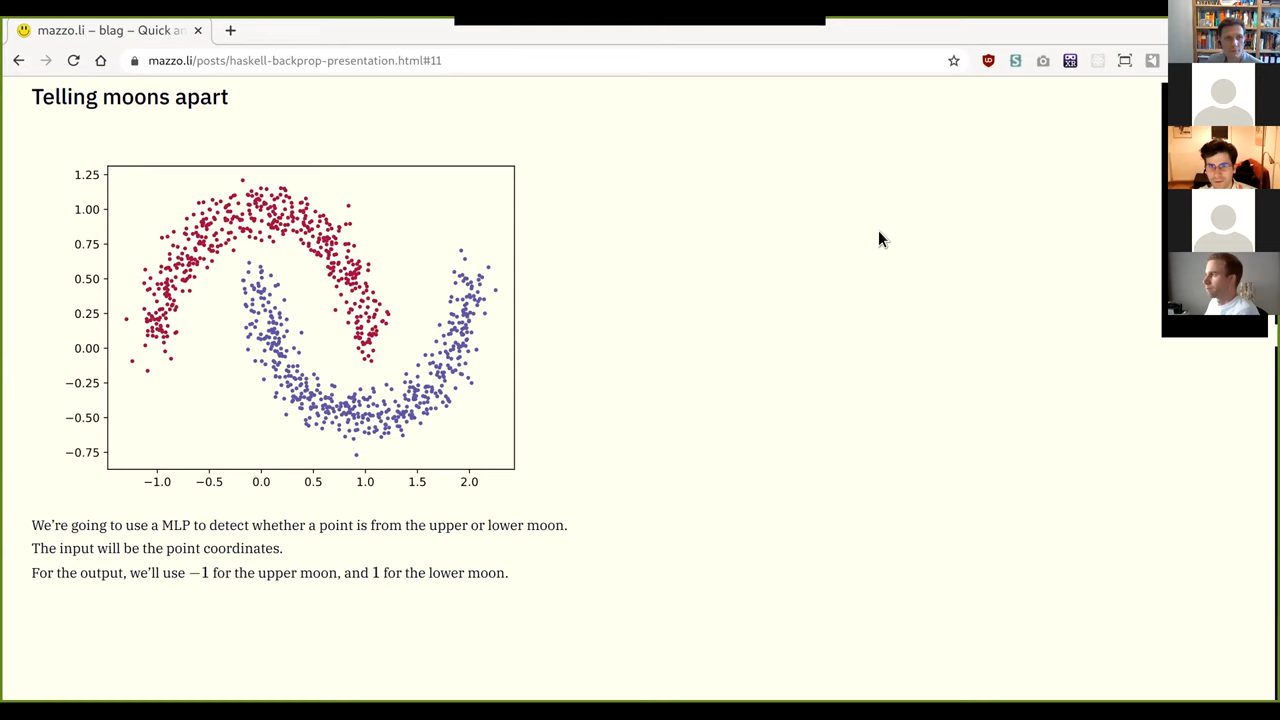 mazzo.li – blag – Quick an
mazzo.li/posts/haskell-backprop-presentation.html#11
XR
Telling moons apart
1.25
1.00
0.75
0.50
0.25
0.00
−0.25
−0.50
−0.75
−1.0 −0.5 0.0 0.5 1.0 1.5 2.0
We're going to use a MLP to detect whether a point is from the upper or lower moon.
The input will be the point coordinates.
For the output, we'll use −1 for the upper moon, and 1 for the lower moon.